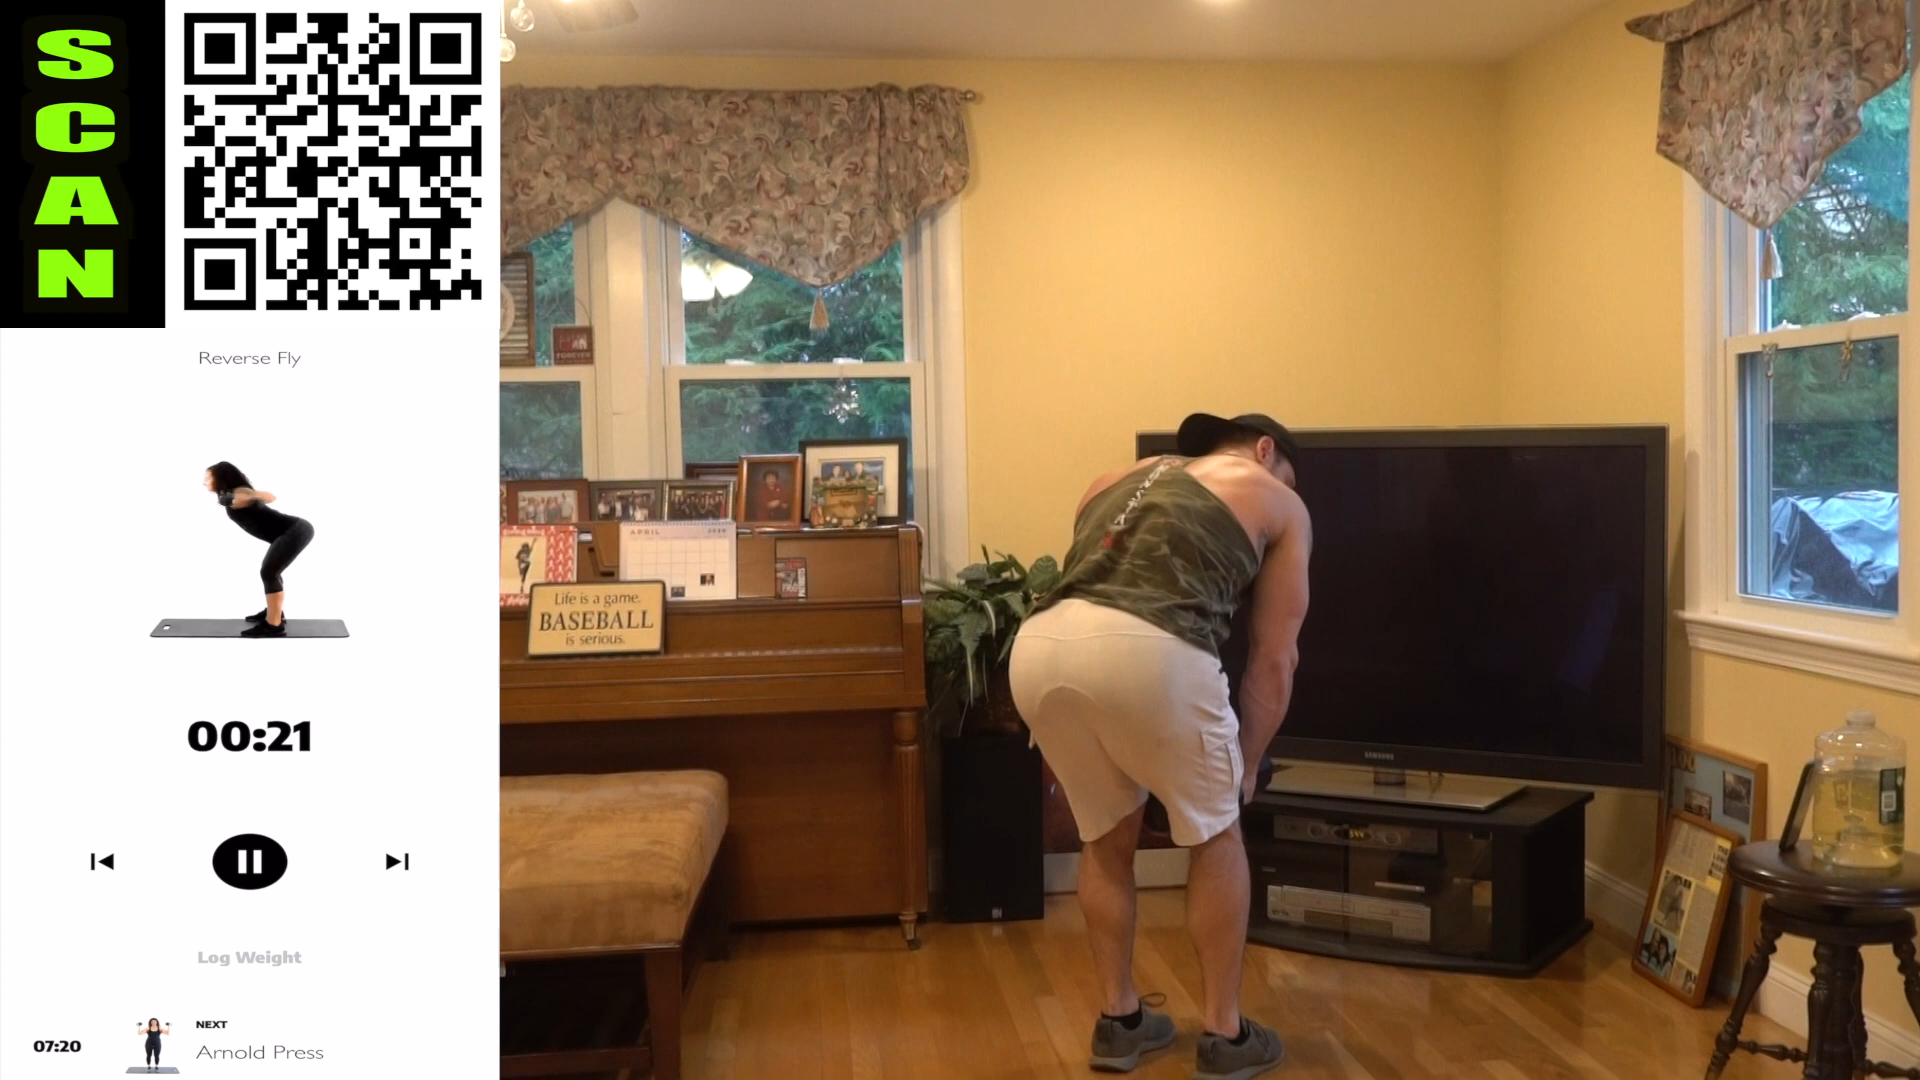 S
C
A
N
Reverse Fly
00:21
Log Weight
07:20
NEXT
Arnold Press
FOREVER
APRIL
Life is a game.
BASEBALL
is serious.
SAMSUNG